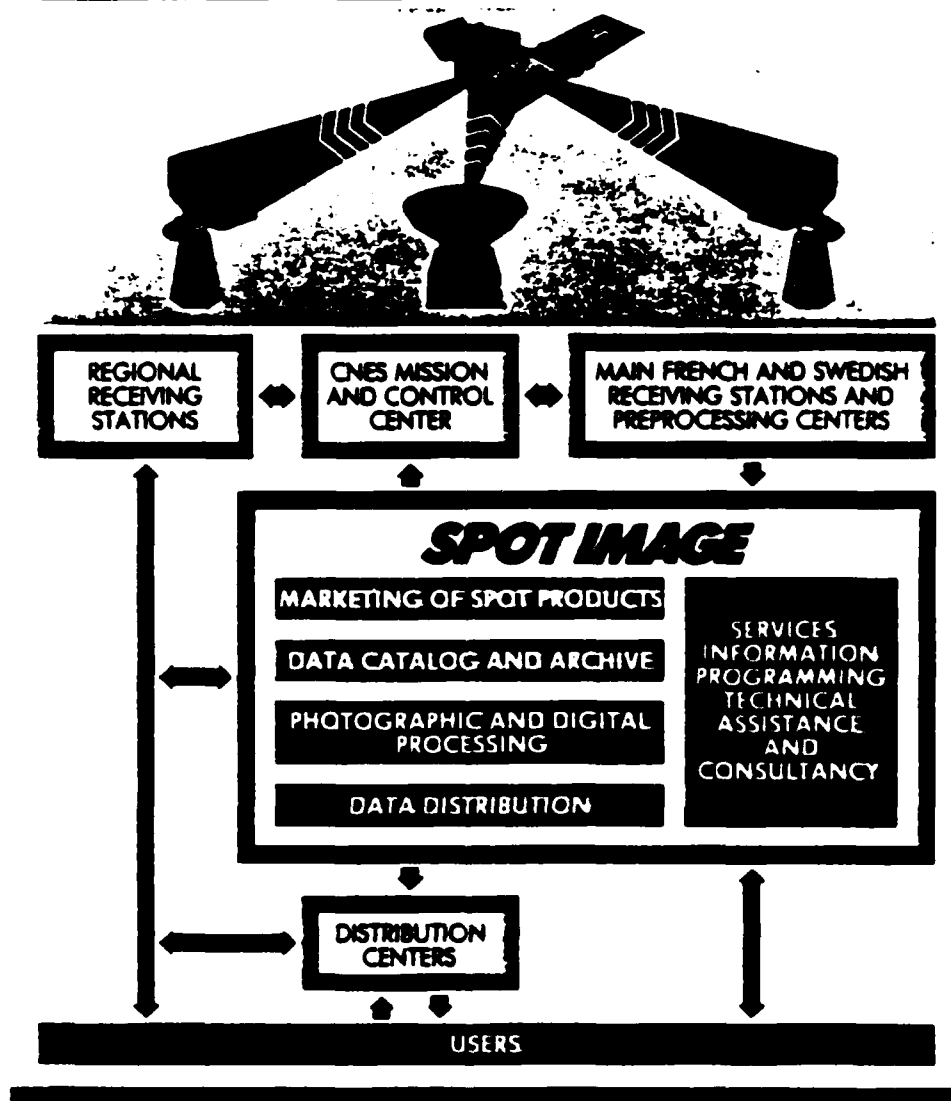 REGIONAL
RECEIVING
STATIONS
CNES MISSION
AND CONTROL
CENTER
MAIN FRENCH AND SWEDISH
RECEIVING STATIONS AND
PREPROCESSING CENTERS
SPOT IMAGE
MARKETING OF SPOT PRODUCTS
DATA CATALOG AND ARCHIVE
PHOTOGRAPHIC AND DIGITAL
PROCESSING
DATA DISTRIBUTION
SERVICES
INFORMATION
PROGRAMMING
TECHNICAL
ASSISTANCE
AND
CONSULTANCY
DISTRIBUTION
CENTERS
USERS